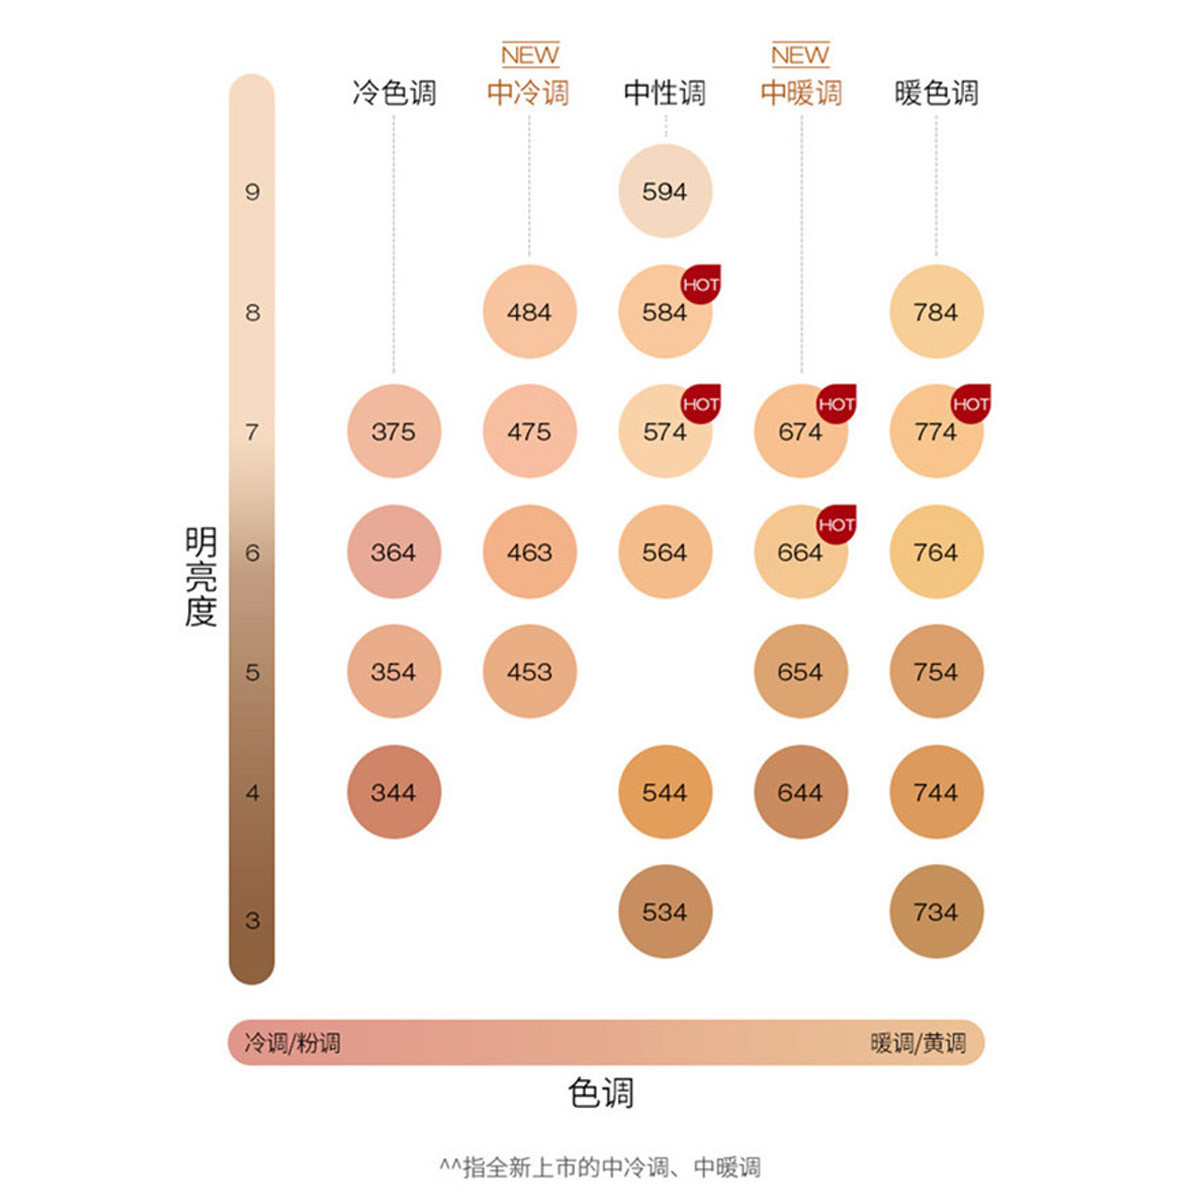 NEW NEW
冷色调 中冷调 中性调 中暖调 暖色调
9 594
HOT
8 484 584 784
HOT HOT HOT
7 375 475 574 674 774
HOT
6 364 463 564 664 764
明亮度
5 354 453 654 754
4 344 544 644 744
3 534 734
冷调/粉调 暖调/黄调
色调
^^指全新上市的中冷调、中暖调